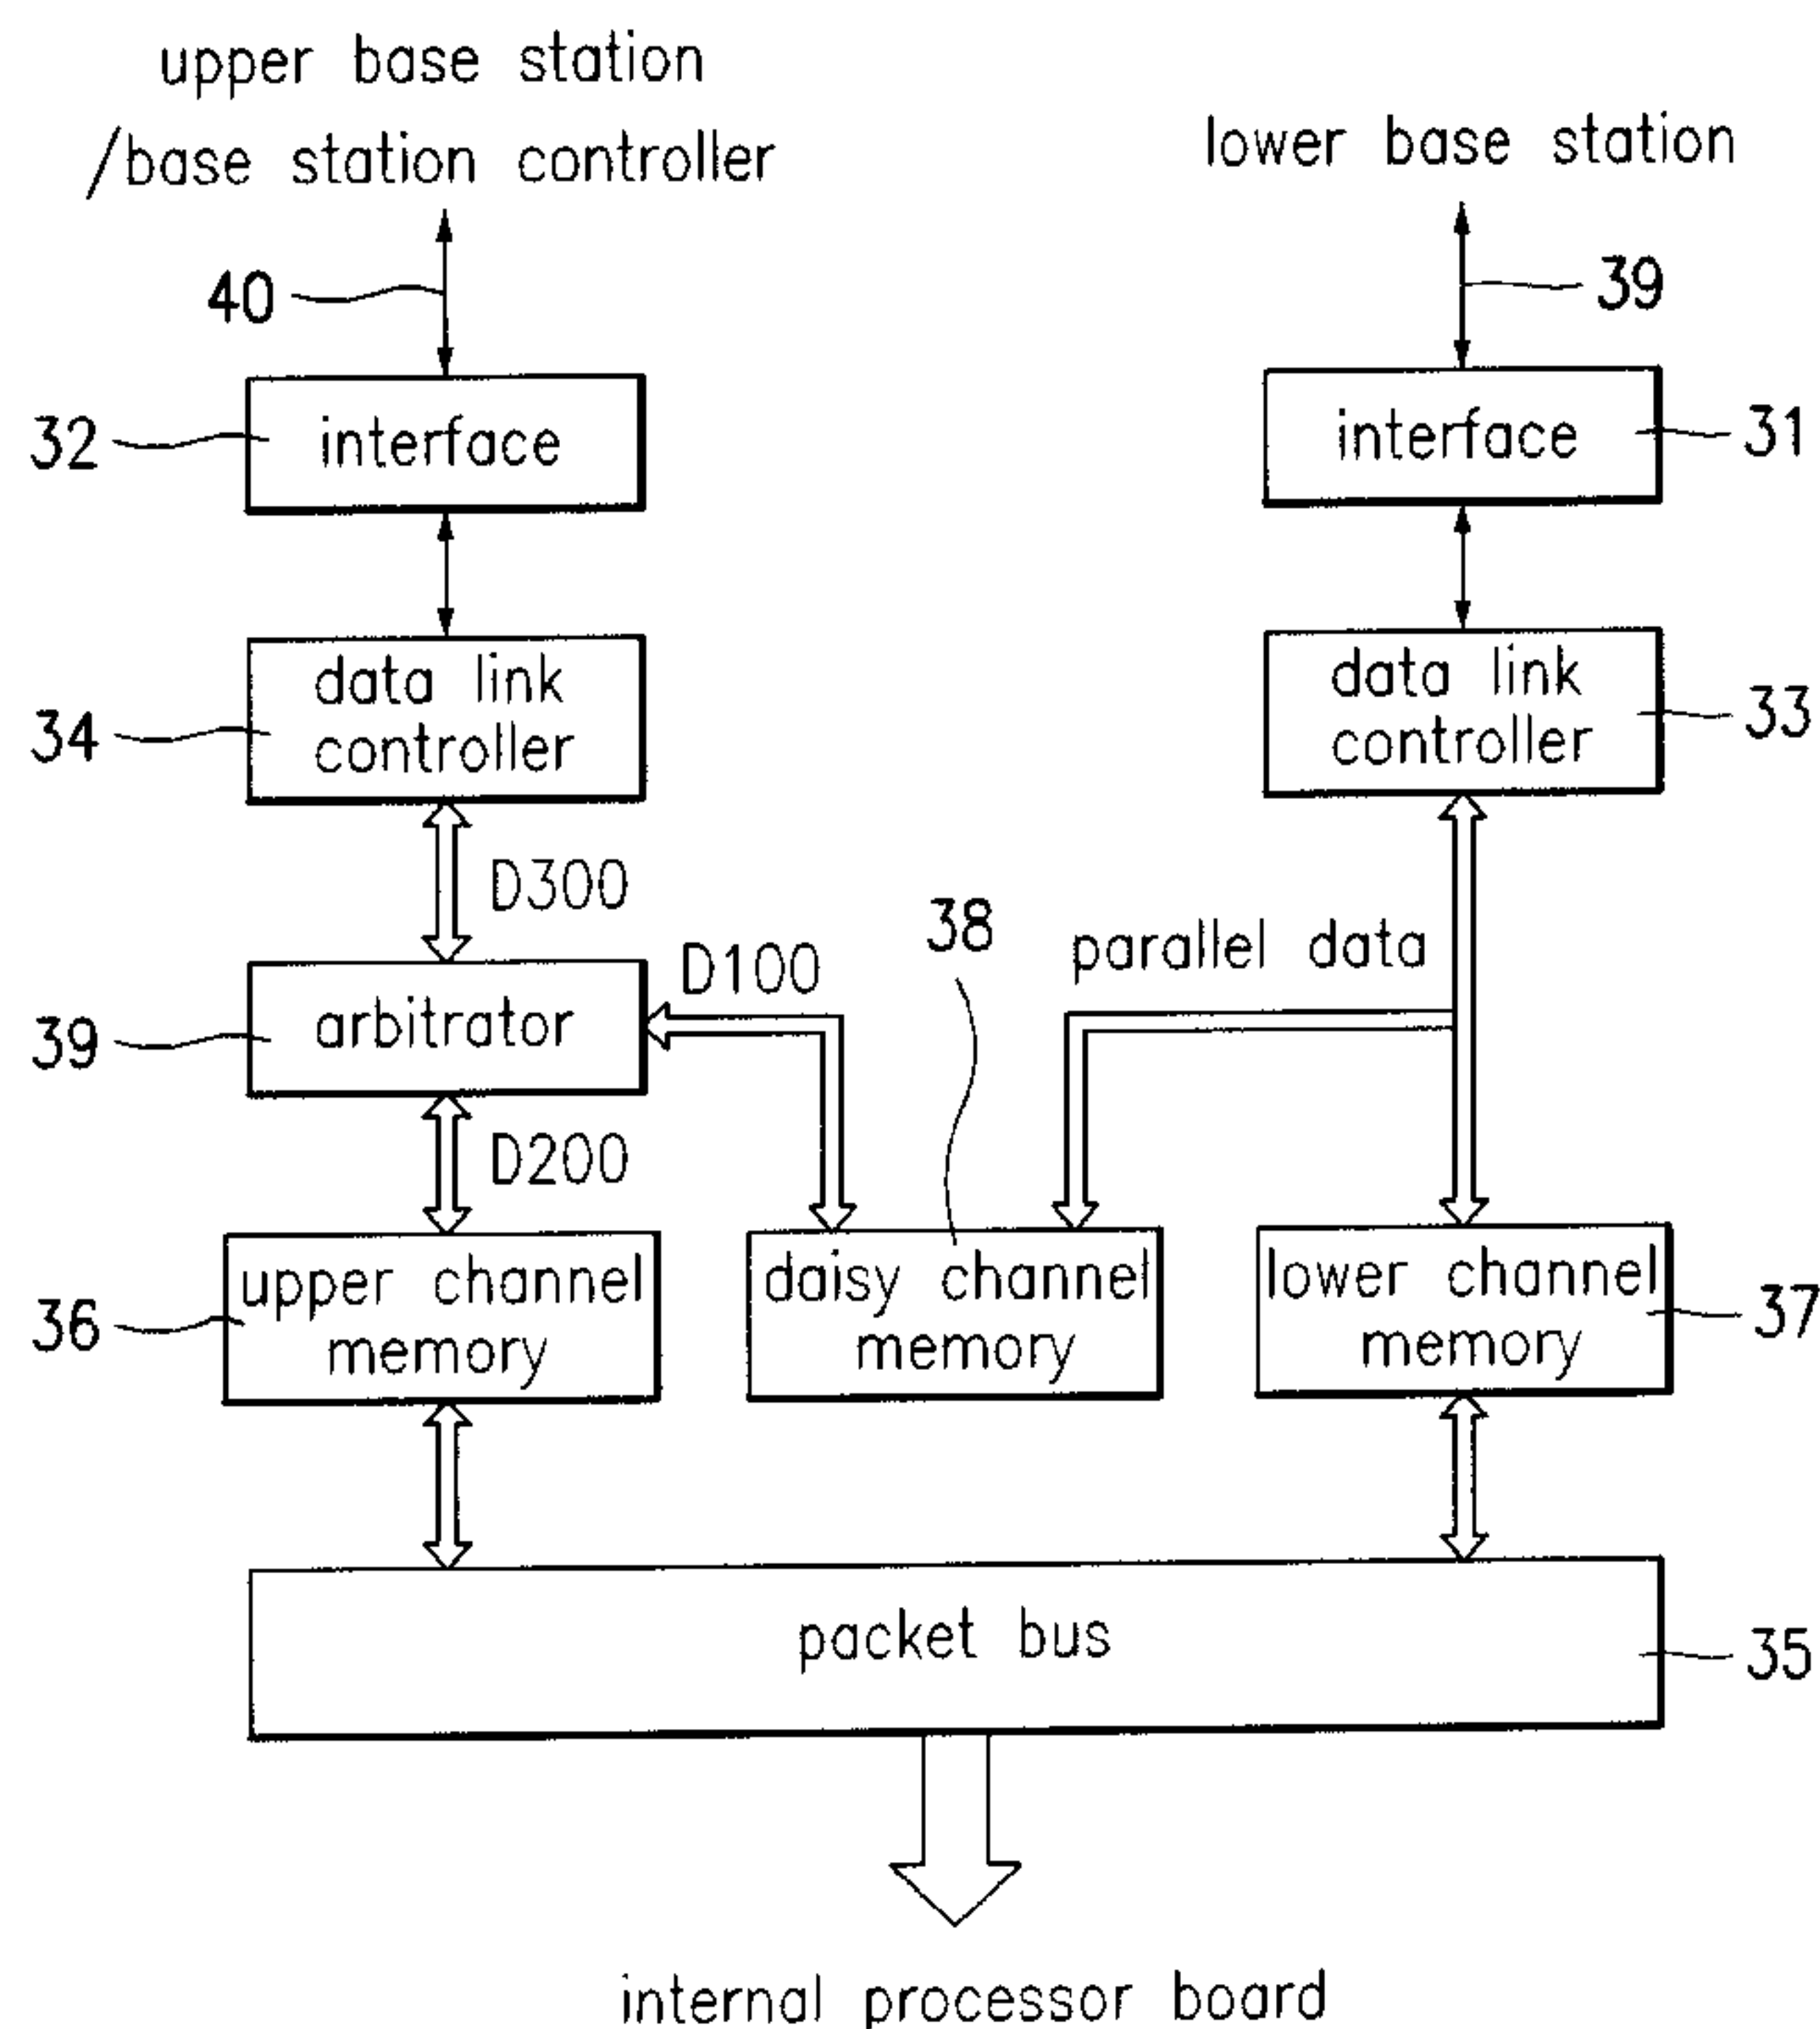 upper base station
/base station controller
lower base station
40
39
32
interface
interface
31
34
data link
controller
data link
controller
33
D300
38
parallel data
D100
39
arbitrator
D200
36
upper channel
memory
daisy channel
memory
lower channel
memory
37
packet bus
35
internal processor board